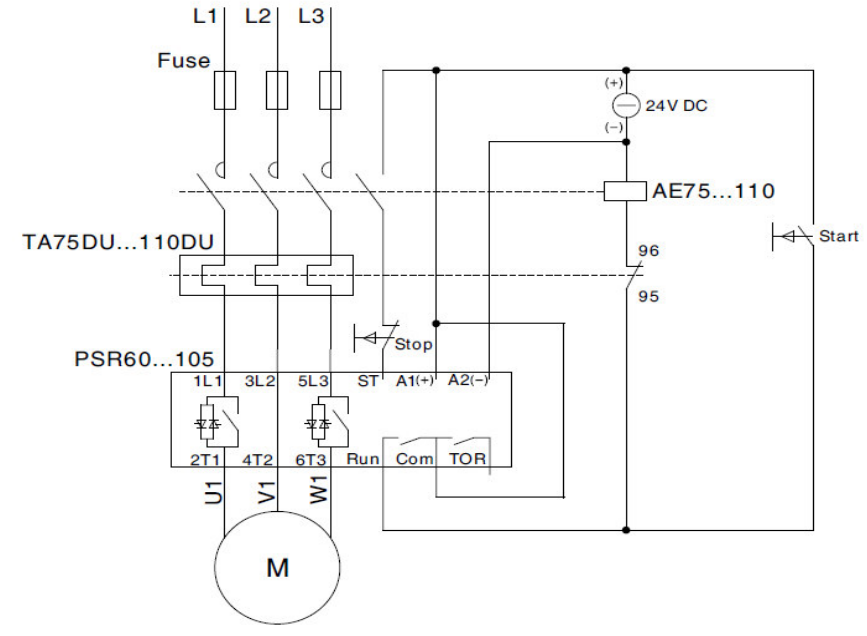 L1 L2 L3
Fuse
(+)
24V DC
(−)
AE75...110
Start
TA75DU...110DU
96
95
Stop
PSR60...105
1L1 3L2 5L3 ST A1(+) A2(−)
2T1 4T2 6T3 Run Com TOR
U1 V1 W1
M